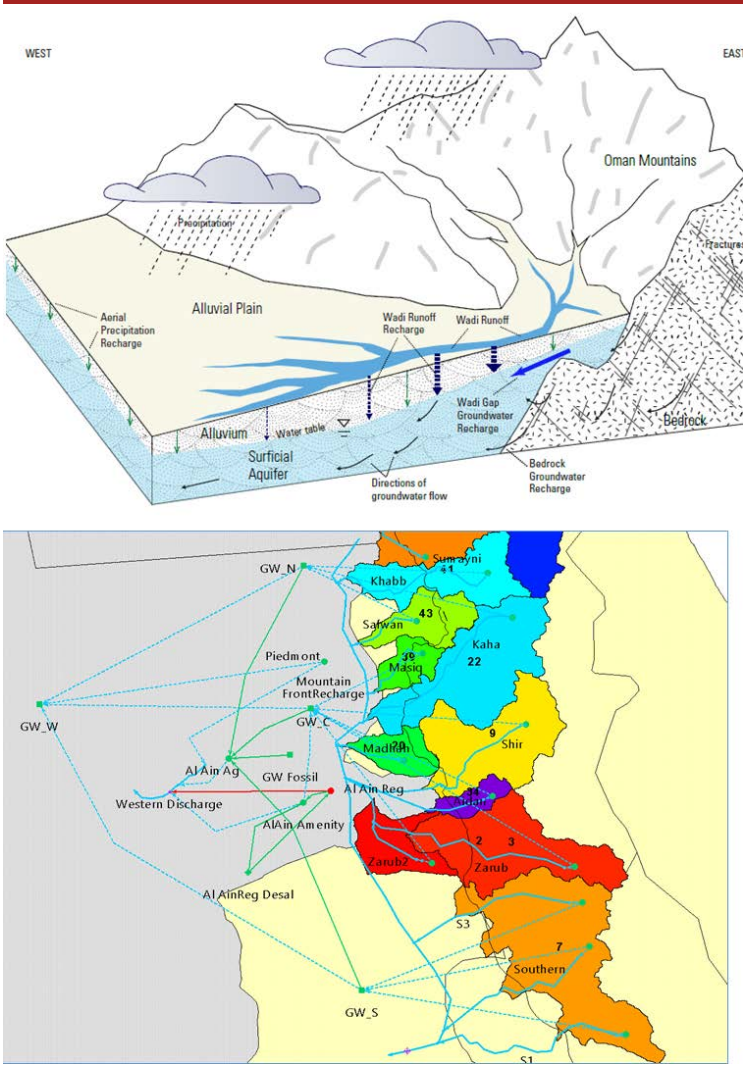 WEST
EAST
Oman Mountains
Precipitation
Fractures
Aerial
Precipitation
Recharge
Alluvial Plain
Wadi Runoff
Recharge
Wadi Runoff
Wadi Gap
Groundwater
Recharge
Bedrock
Alluvium
Water table
Surficial
Aquifer
Directions of
groundwater flow
Bedrock
Groundwater
Recharge
GW_N
Sumrayni
Khabb
43
Safwan
Kaha
22
Masiq
Piedmont
Mountain
FrontRecharge
GW_W
GW_C
9
Shir
Madhah
Al Ain Ag
GW Fossil
Al Ain Reg
Western Discharge
Aidah
AlAin Amenity
2
3
Zarub2
Zarub
Al AinReg Desal
S3
7
Southern
GW_S
S1